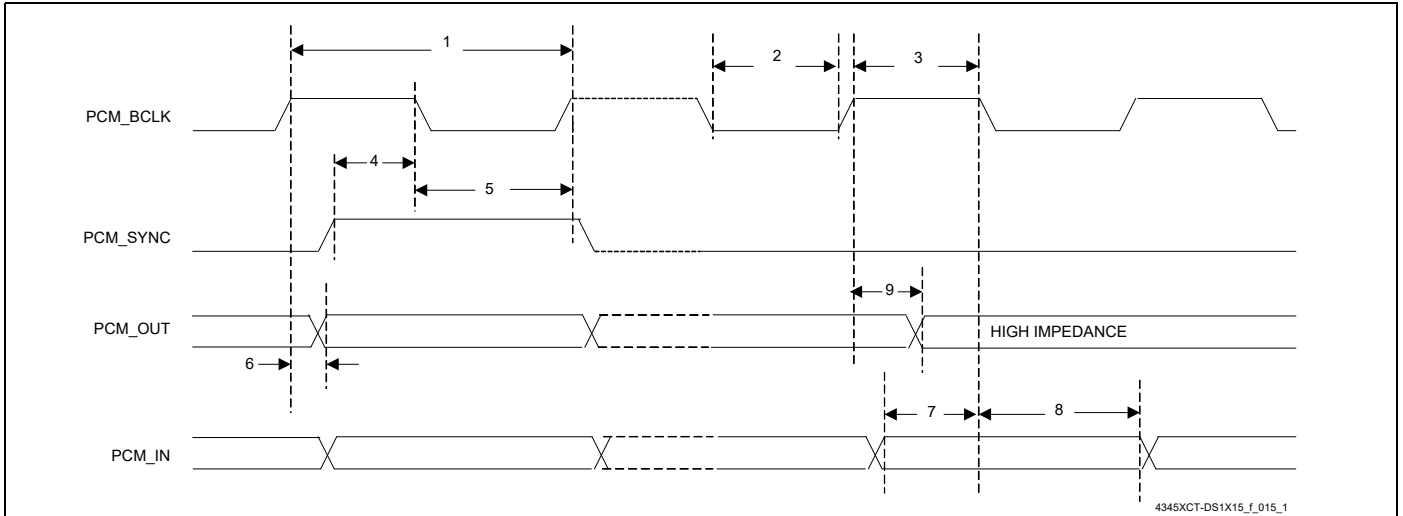 1
2
3
PCM_BCLK
4
5
PCM_SYNC
9
PCM_OUT
HIGH IMPEDANCE
6
7
8
PCM_IN
4345XCT-DS1X15_f_015_1